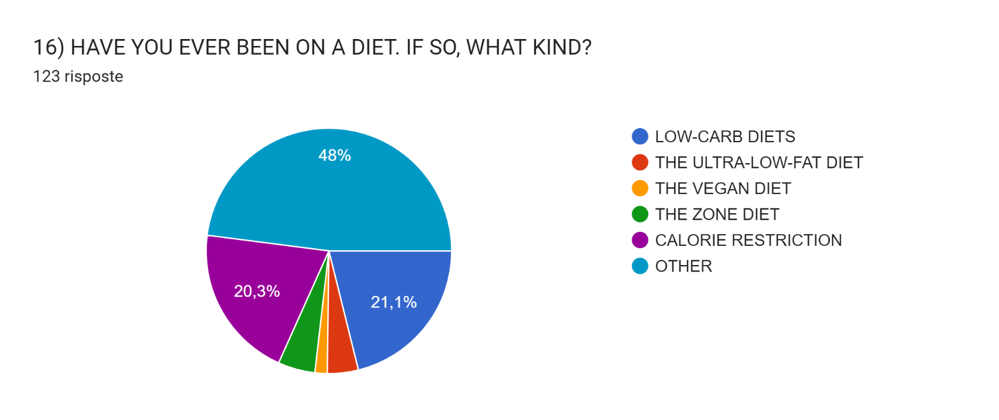 16) HAVE YOU EVER BEEN ON A DIET. IF SO, WHAT KIND?
123 risposte
48%
20,3%
21,1%
LOW-CARB DIETS
THE ULTRA-LOW-FAT DIET
THE VEGAN DIET
THE ZONE DIET
CALORIE RESTRICTION
OTHER